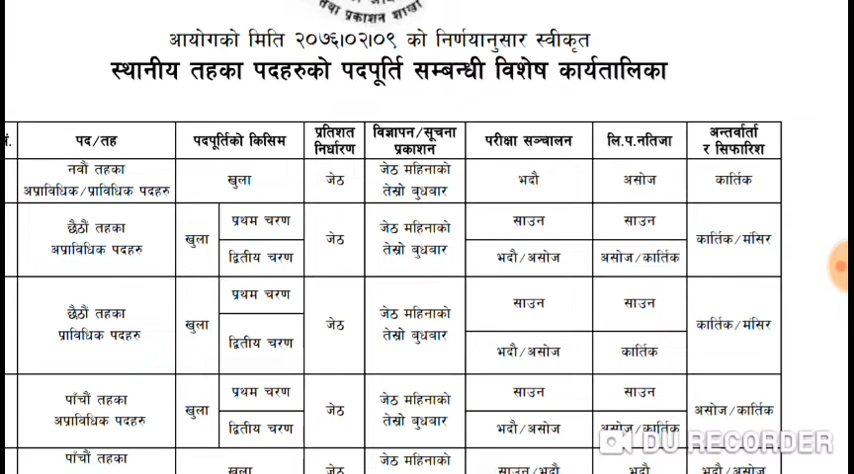 तथा प्रकाशन शाखा
आयोगको मिति २०७६।०२।०९ को निर्णयानुसार स्वीकृत
स्थानीय तहका पदहरुको पदपूर्ति सम्बन्धी विशेष कार्यतालिका
पद/तह पदपूर्तिको किसिम प्रतिशत निर्धारण विज्ञापन/सूचना प्रकाशन परीक्षा सञ्चालन लि.प.नतिजा अन्तर्वार्ता र सिफारिश
नवौं तहका अप्राविधिक/प्राविधिक पदहरु खुला जेठ जेठ महिनाको तेस्रो बुधबार भदौ असोज कार्तिक
छैठौं तहका अप्राविधिक पदहरु खुला प्रथम चरण जेठ जेठ महिनाको तेस्रो बुधबार साउन साउन कार्तिक/मंसिर
द्वितीय चरण भदौ/असोज असोज/कार्तिक
छैठौं तहका प्राविधिक पदहरु खुला प्रथम चरण जेठ जेठ महिनाको तेस्रो बुधबार साउन साउन कार्तिक/मंसिर
द्वितीय चरण भदौ/असोज कार्तिक
पाँचौं तहका अप्राविधिक पदहरु खुला प्रथम चरण जेठ जेठ महिनाको तेस्रो बुधबार साउन साउन असोज/कार्तिक
द्वितीय चरण भदौ/असोज असोज/कार्तिक
पाँचौं तहका खुला जेठ जेठ महिनाको साउन/भदौ भदौ भदौ/असोज
DU RECORDER